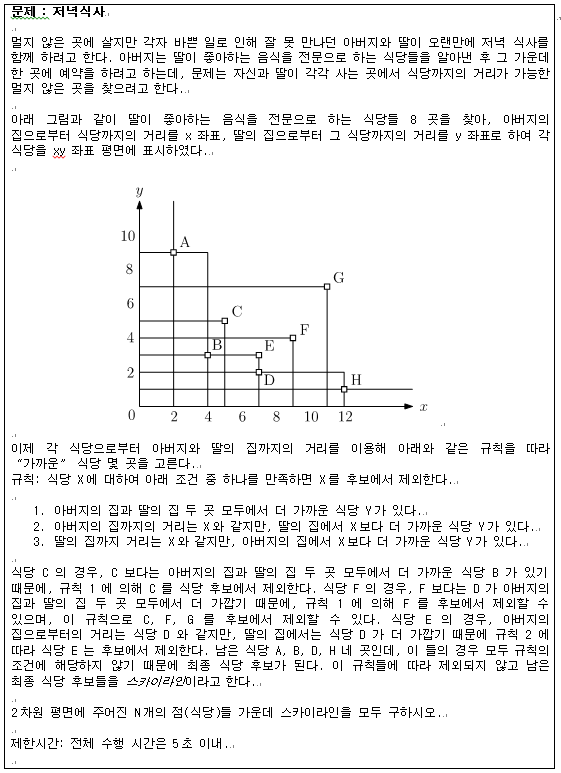 문제 : 저녁식사
멀지 않은 곳에 살지만 각자 바쁜 일로 인해 잘 못 만나던 아버지와 딸이 오랜만에 저녁 식사를
함께 하려고 한다. 아버지는 딸이 좋아하는 음식을 전문으로 하는 식당들을 알아낸 후 그 가운데
한 곳에 예약을 하려고 하는데, 문제는 자신과 딸이 각각 사는 곳에서 식당까지의 거리가 가능한
멀지 않은 곳을 찾으려고 한다.
아래 그림과 같이 딸이 좋아하는 음식을 전문으로 하는 식당들 8 곳을 찾아, 아버지의
집으로부터 식당까지의 거리를 x 좌표, 딸의 집으로부터 그 식당까지의 거리를 y 좌표로 하여 각
식당을 xy 좌표 평면에 표시하였다.
y
10
A
8
G
6
C
F
4
B
E
2
D
H
0 2 4 6 8 10 12 x
이제 각 식당으로부터 아버지와 딸의 집까지의 거리를 이용해 아래와 같은 규칙을 따라
“가까운” 식당 몇 곳을 고른다.
규칙: 식당 X에 대하여 아래 조건 중 하나를 만족하면 X를 후보에서 제외한다.
1. 아버지의 집과 딸의 집 두 곳 모두에서 더 가까운 식당 Y가 있다.
2. 아버지의 집까지의 거리는 X와 같지만, 딸의 집에서 X보다 더 가까운 식당 Y가 있다.
3. 딸의 집까지 거리는 X와 같지만, 아버지의 집에서 X보다 더 가까운 식당 Y가 있다.
식당 C 의 경우, C 보다는 아버지의 집과 딸의 집 두 곳 모두에서 더 가까운 식당 B 가 있기
때문에, 규칙 1 에 의해 C 를 식당 후보에서 제외한다. 식당 F 의 경우, F 보다는 D 가 아버지의
집과 딸의 집 두 곳 모두에서 더 가깝기 때문에, 규칙 1 에 의해 F 를 후보에서 제외할 수
있으며, 이 규칙으로 C, F, G 를 후보에서 제외할 수 있다. 식당 E 의 경우, 아버지의
집으로부터의 거리는 식당 D 와 같지만, 딸의 집에서는 식당 D 가 더 가깝기 때문에 규칙 2 에
따라 식당 E 는 후보에서 제외한다. 남은 식당 A, B, D, H 네 곳인데, 이 들의 경우 모두 규칙의
조건에 해당하지 않기 때문에 최종 식당 후보가 된다. 이 규칙들에 따라 제외되지 않고 남은
최종 식당 후보들을 스카이라인이라고 한다.
2차원 평면에 주어진 N개의 점(식당)들 가운데 스카이라인을 모두 구하시오.
제한시간: 전체 수행 시간은 5초 이내.